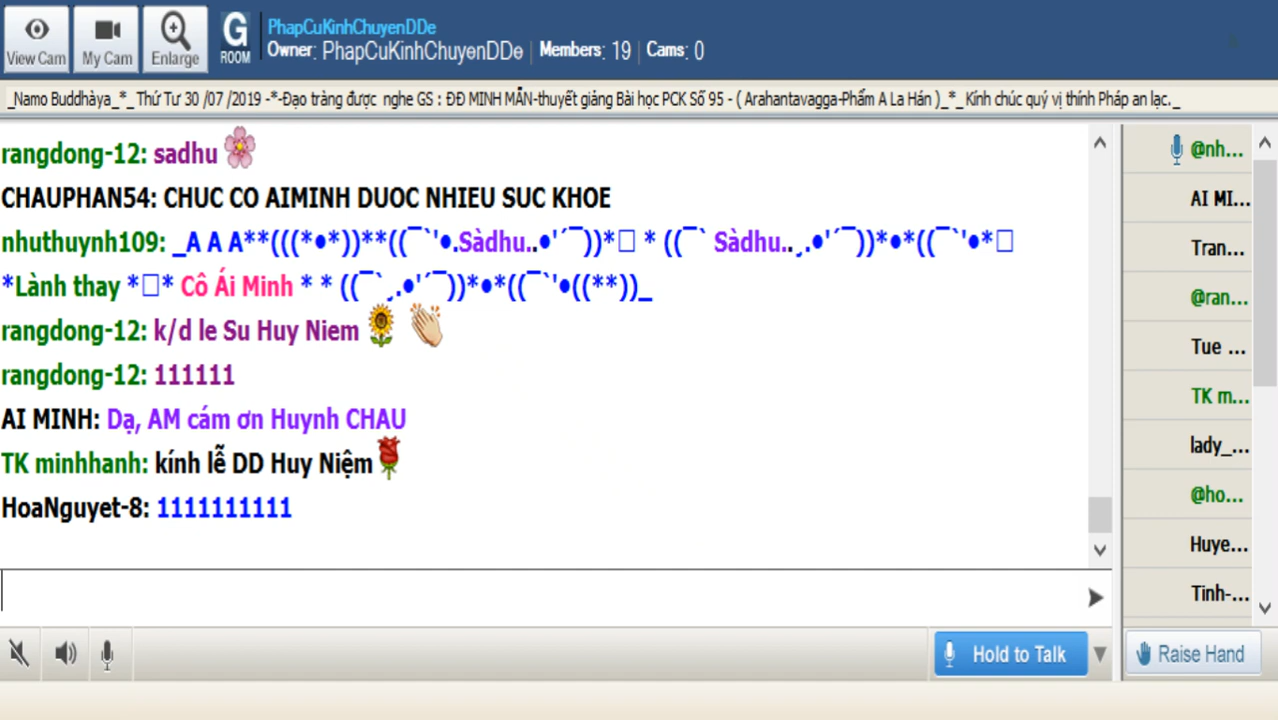 PhapCuKinhChuyenDDe
Owner: PhapCuKinhChuyenDDe | Members: 19 | Cams: 0
View Cam
My Cam
Enlarge
G
ROOM
_Namo Buddhàya_*_ Thứ Tư 30 /07 /2019 -*-Đạo tràng được nghe GS : ĐĐ MINH MẪN-thuyết giảng Bài học PCK Số 95 - ( Arahantavagga-Phẩm A La Hán )_*_ Kính chúc quý vị thính Pháp an lạc._
rangdong-12: sadhu 🌸
CHAUPHAN54: CHUC CO AIMINH DUOC NHIEU SUC KHOE
nhuthuynh109: _A A A**(((*•*))**((¯`'•.Sàdhu..•'´¯))*□ * ((¯` Sàdhu..¸.•'´¯))*•*((¯`'•*□
*Lành thay *□* Cô Ái Minh * * ((¯`¸.•'´¯))*•*((¯`'•((**))_
rangdong-12: k/d le Su Huy Niem 🌻 👏
rangdong-12: 111111
AI MINH: Dạ, AM cám ơn Huynh CHAU
TK minhhanh: kính lễ DD Huy Niệm🌹
HoaNguyet-8: 1111111111
@nh...
AI MI...
Tran...
@ran...
Tue ...
TK m...
lady_...
@ho...
Huye...
Tinh-...
Hold to Talk
Raise Hand